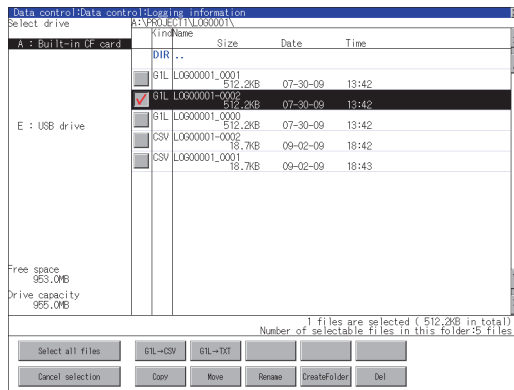 Data control:Data control:Logging information
Select drive
A:\PROJECT1\LOG0001\
A : Built-in CF card
E : USB drive
Kind Name
Size Date Time
DIR ..
G1L LOG00001_0001
512.2KB 07-30-09 13:42
G1L LOG00001-0002
512.2KB 07-30-09 13:42
G1L LOG00001_0000
512.2KB 07-30-09 13:42
CSV LOG00001-0002
18.7KB 09-02-09 18:42
CSV LOG00001_0001
18.7KB 09-02-09 18:43
Free space
953.0MB
Drive capacity
955.0MB
1 files are selected ( 512.2KB in total)
Number of selectable files in this folder:5 files
Select all files G1L→CSV G1L→TXT
Cancel selection Copy Move Rename CreateFolder Del